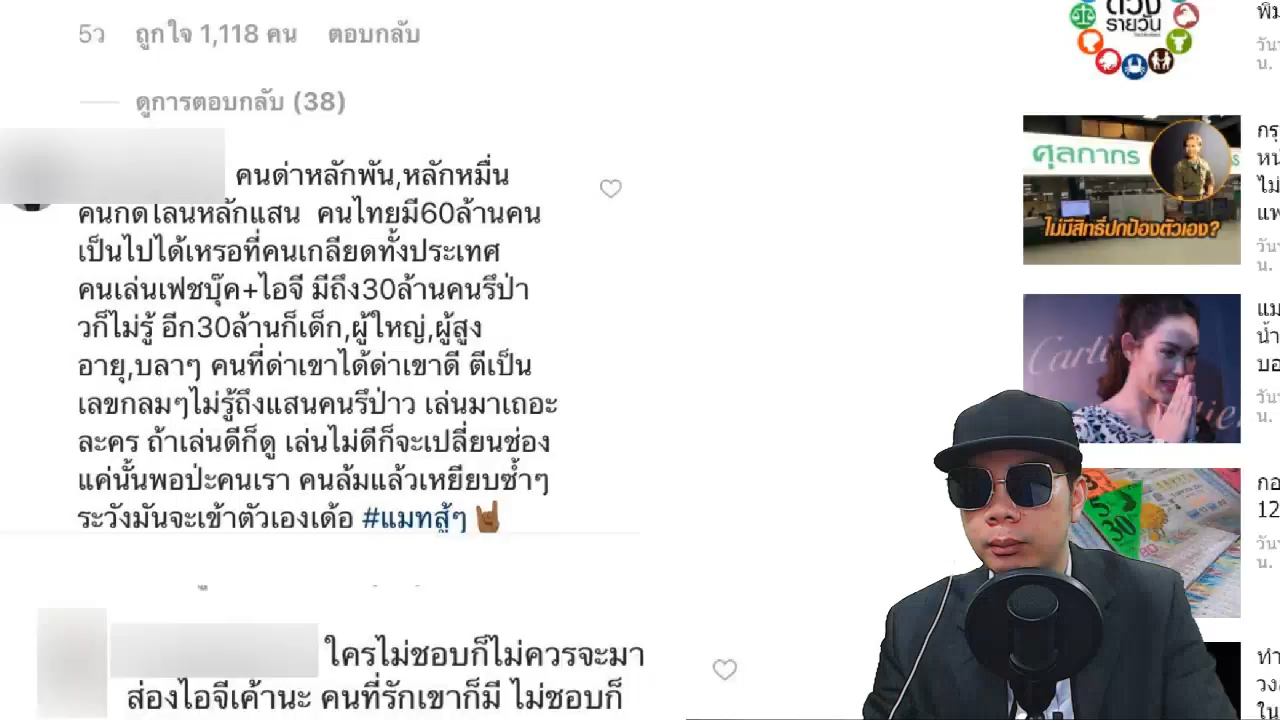 5ว ถูกใจ 1,118 คน ตอบกลับ
ดูการตอบกลับ (38)
คนด่าหลักพัน,หลักหมื่น
คนกดไลน์หลักแสน คนไทยมี60ล้านคน
เป็นไปได้เหรอที่คนเกลียดทั้งประเทศ
คนเล่นเฟชบุ๊ค+ไอจี มีถึง30ล้านคนรึป่า
วก็ไม่รู้ อีก30ล้านก็เด็ก,ผู้ใหญ่,ผู้สูง
อายุ,บลาๆ คนที่ด่าเขาได้ด่าเขาดี ตีเป็น
เลขกลมๆไม่รู้ถึงแสนคนรึป่าว เล่นมาเถอะ
ละคร ถ้าเล่นดีก็ดู เล่นไม่ดีก็จะเปลี่ยนช่อง
แค่นั้นพอป่ะคนเรา คนล้มแล้วเหยียบซ้ำๆ
ระวังมันจะเข้าตัวเองเด้อ #แมทสู้ๆ
ใครไม่ชอบก็ไม่ควรจะมา
ส่องไอจีเค้านะ คนที่รักเขาก็มี ไม่ชอบก็
ดวง
รายวัน
ศุลกากร
ไม่มีสิทธิ์ปกป้องตัวเอง?
Carti
12
น.
น.
น.
น.